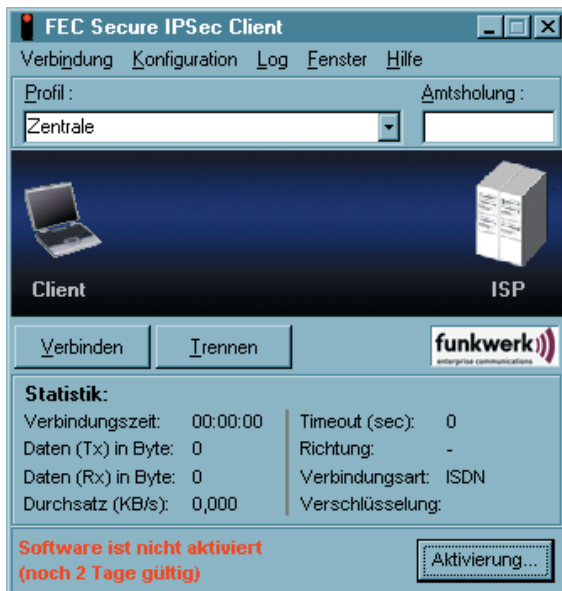 FEC Secure IPSec Client
Verbindung Konfiguration Log Fenster Hilfe
Profil : Amtsholung :
Zentrale
Client ISP
Verbinden Trennen funkwerk
enterprise communications
Statistik:
Verbindungszeit: 00:00:00 Timeout (sec): 0
Daten (Tx) in Byte: 0 Richtung: -
Daten (Rx) in Byte: 0 Verbindungsart: ISDN
Durchsatz (KB/s): 0,000 Verschlüsselung:
Software ist nicht aktiviert
(noch 2 Tage gültig) Aktivierung...